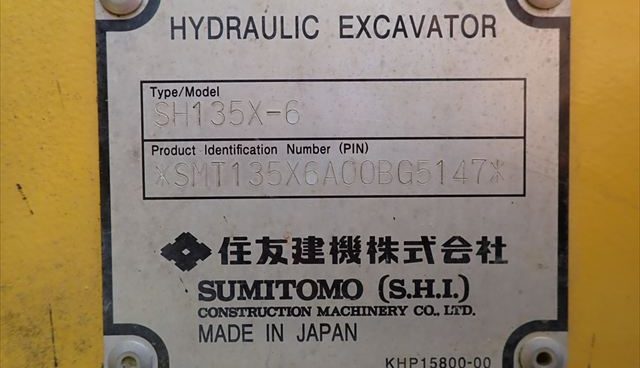 HYDRAULIC EXCAVATOR
Type/Model
SH135X-6
Product Identification Number (PIN)
*SMT135X6A00BG5147*
住友建機株式会社
SUMITOMO (S.H.I.)
CONSTRUCTION MACHINERY CO., LTD.
MADE IN JAPAN
KHP15800-00